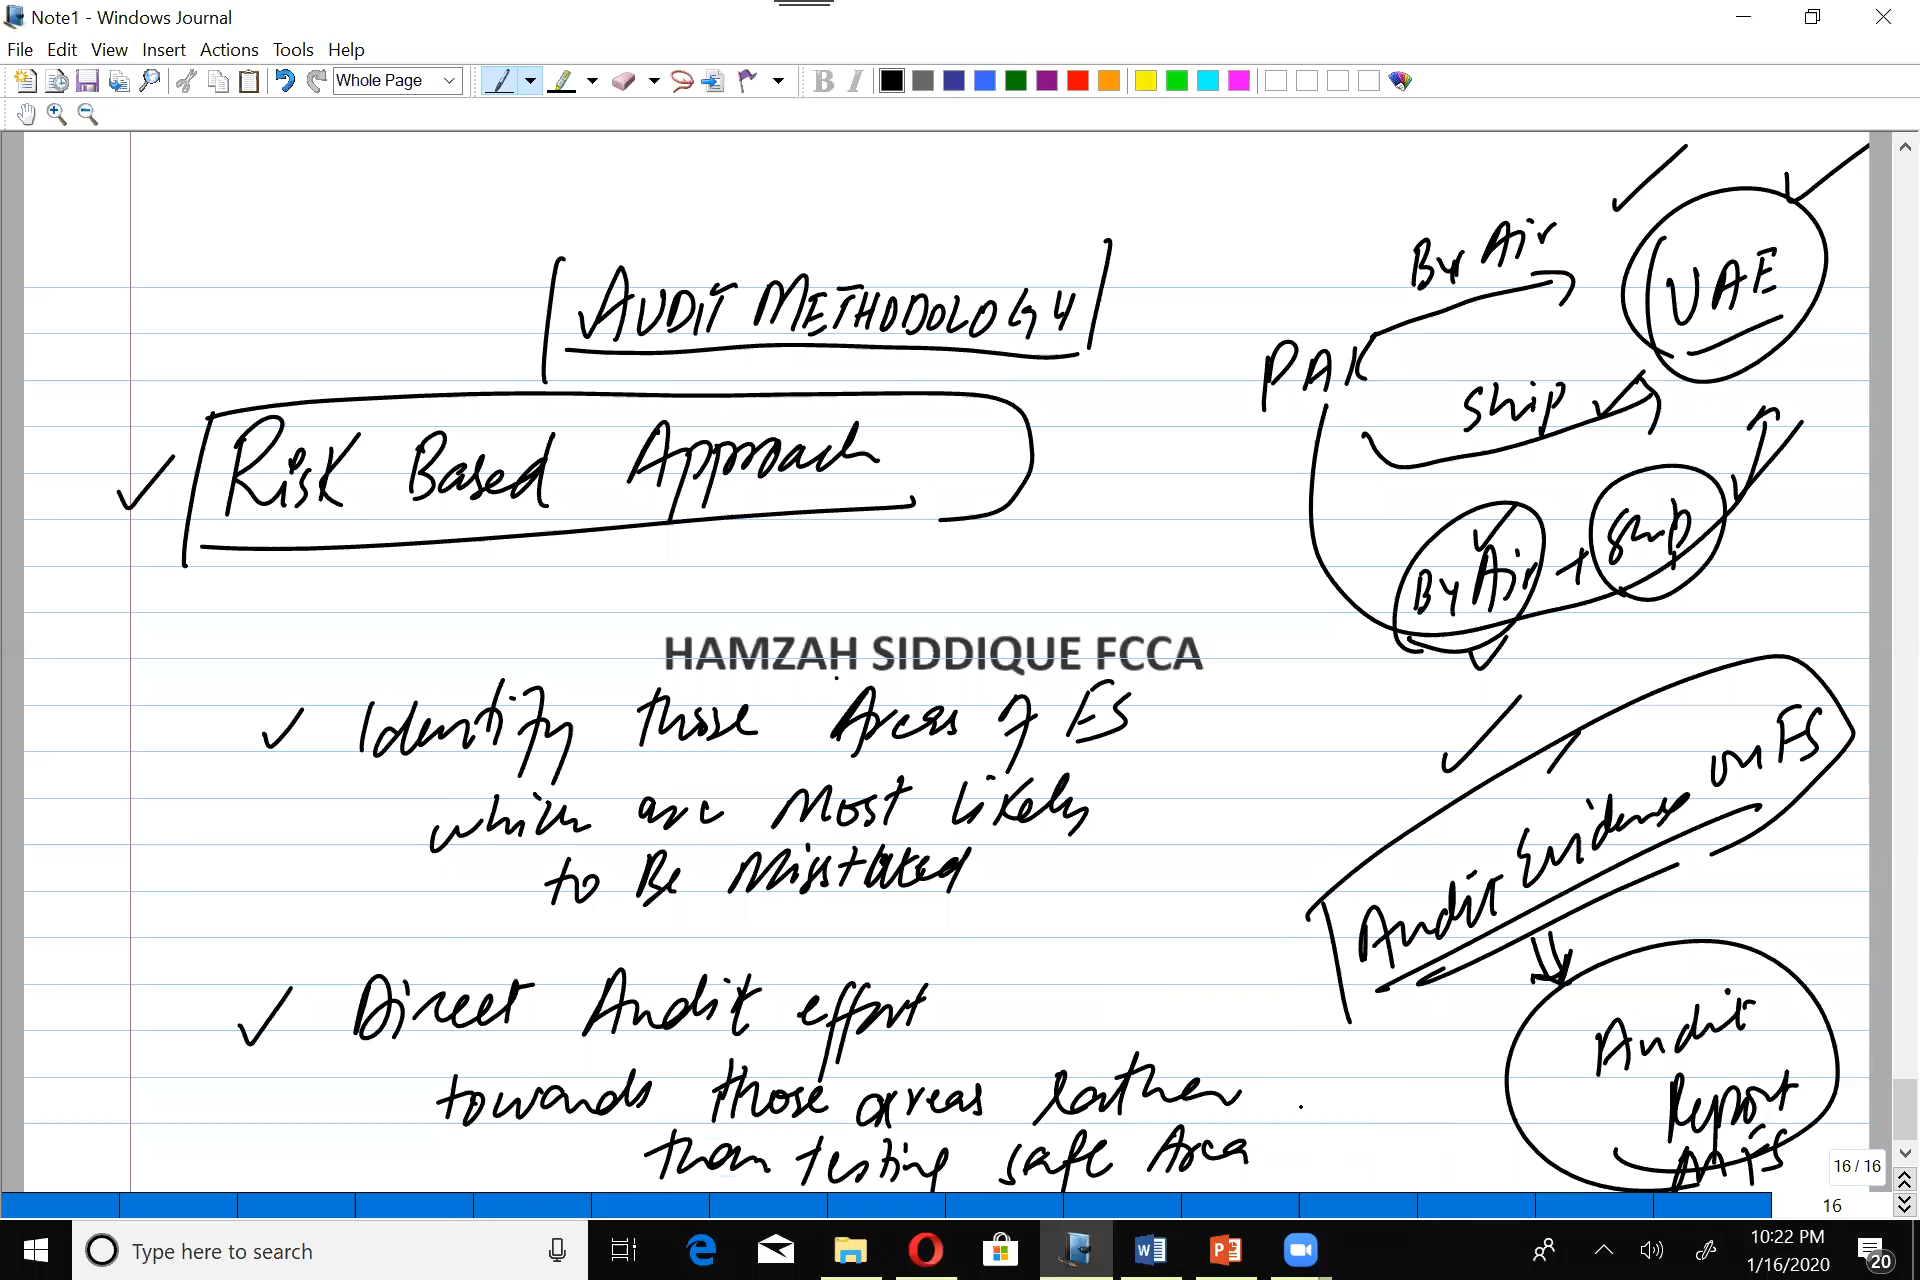 Note1 - Windows Journal
File Edit View Insert Actions Tools Help
Whole Page
B I
AUDIT METHODOLOGY
Risk Based Approach
By Air
UAE
PAK
Ship
By Air + Ship
HAMZAH SIDDIQUE FCCA
Identify those Areas of FS
which are Most likely
to Be Misstated
Direct Audit effort
towards those areas rather
than testing safe Area
Audit Evidence on FS
Audit
Report
16 / 16
16
Type here to search
10:22 PM
1/16/2020
20